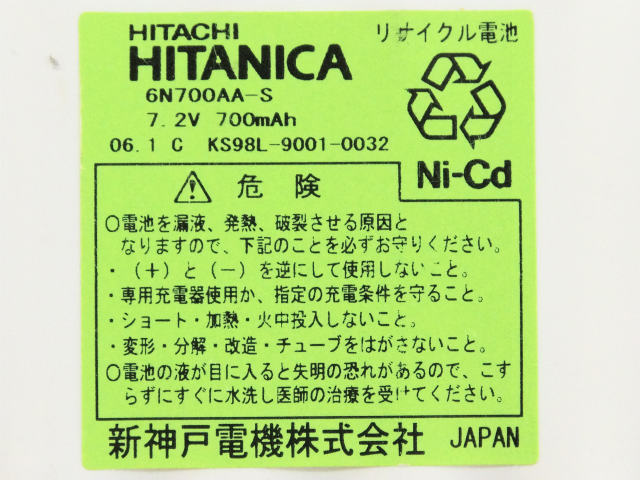 HITACHI
リサイクル電池
HITANICA
6N700AA-S
7.2V 700mAh
06.1 C KS98L-9001-0032
Ni-Cd
危険
○電池を漏液、発熱、破裂させる原因と
なりますので、下記のことを必ずお守りください。
・(+)と(−)を逆にして使用しないこと。
・専用充電器使用か、指定の充電条件を守ること。
・ショート・加熱・火中投入しないこと。
・変形・分解・改造・チューブをはがさないこと。
○電池の液が目に入ると失明の恐れがあるので、こす
らずにすぐに水洗し医師の治療を受けてください。
新神戸電機株式会社 JAPAN